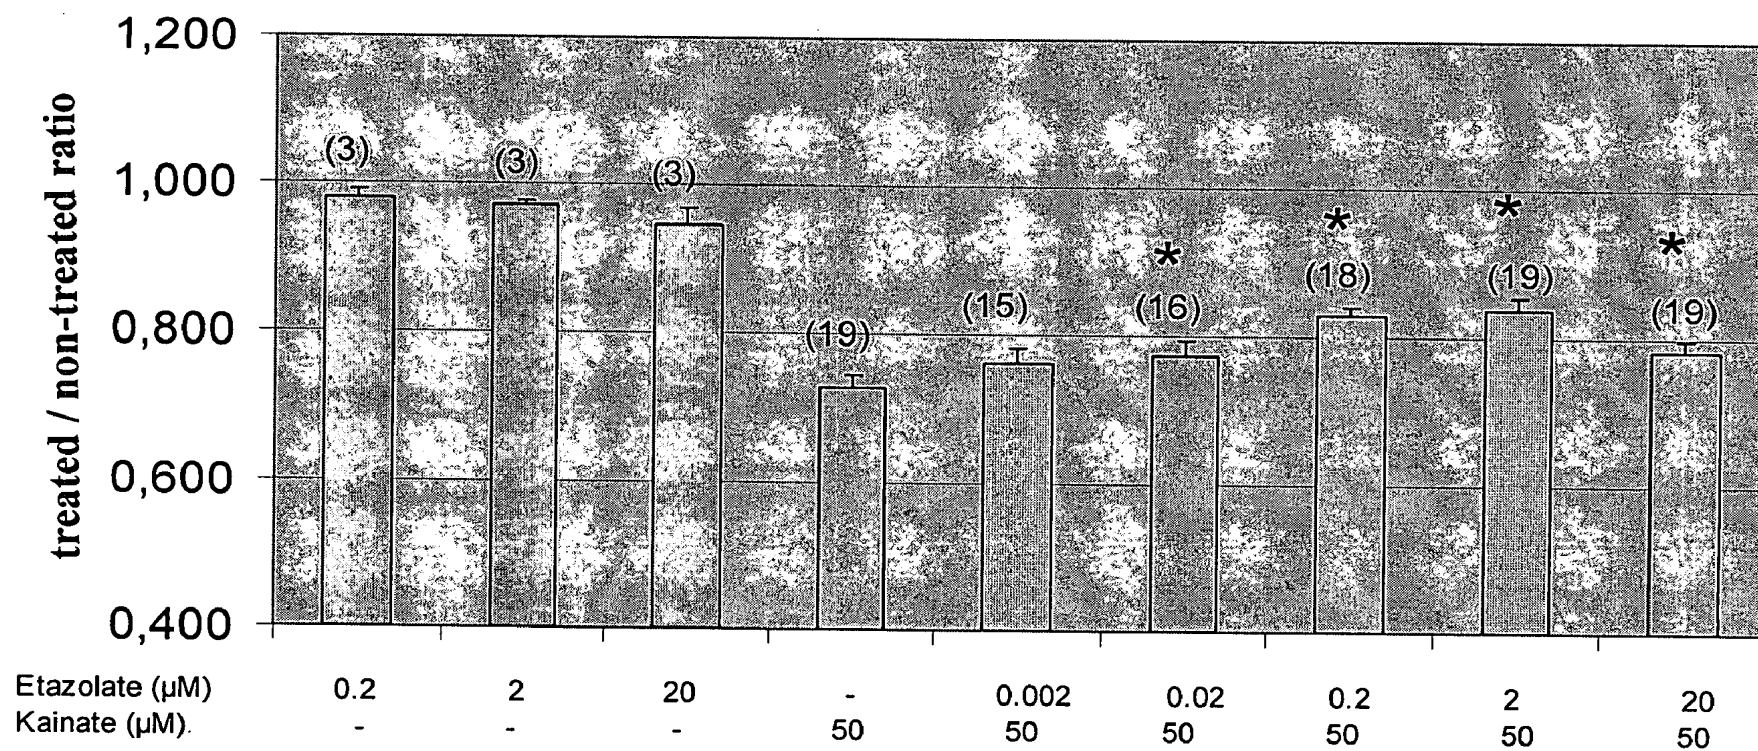 1,200
treated / non-treated ratio
1,000
0,800
0,600
0,400
(3) (3) (3) (19) (15) (16) (18) (19) (19)
* * * *
Etazolate (µM) 0.2 2 20 - 0.002 0.02 0.2 2 20
Kainate (µM). - - - 50 50 50 50 50 50